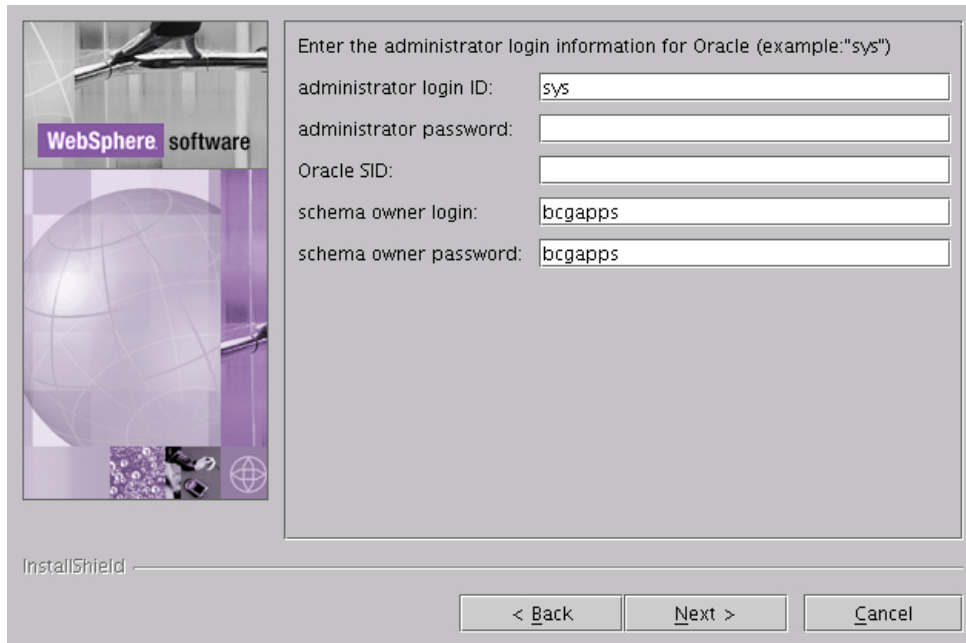 WebSphere software
Enter the administrator login information for Oracle (example:"sys")
administrator login ID: sys
administrator password:
Oracle SID:
schema owner login: bcgapps
schema owner password: bcgapps
InstallShield
< Back Next > Cancel